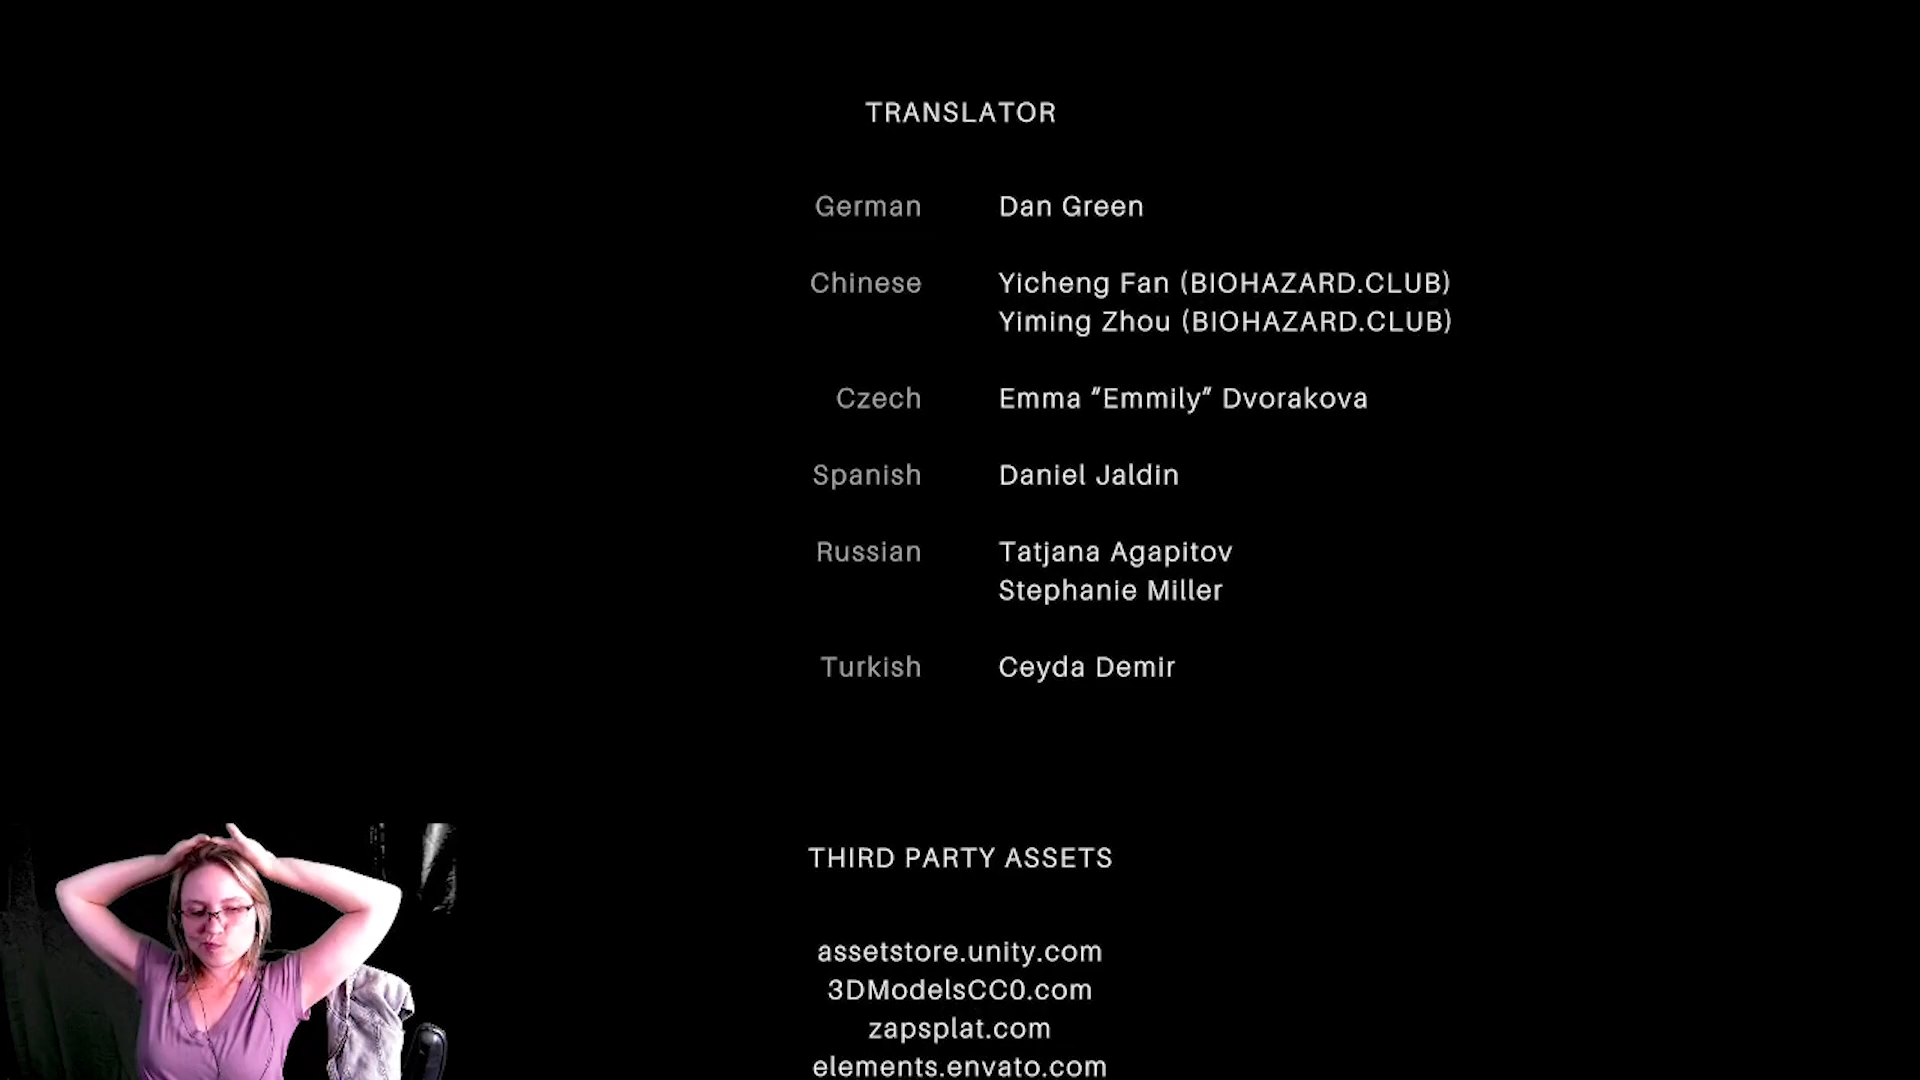 TRANSLATOR
German Dan Green
Chinese Yicheng Fan (BIOHAZARD.CLUB)
Yiming Zhou (BIOHAZARD.CLUB)
Czech Emma "Emmily" Dvorakova
Spanish Daniel Jaldin
Russian Tatjana Agapitov
Stephanie Miller
Turkish Ceyda Demir
THIRD PARTY ASSETS
assetstore.unity.com
3DModelsCC0.com
zapsplat.com
elements.envato.com